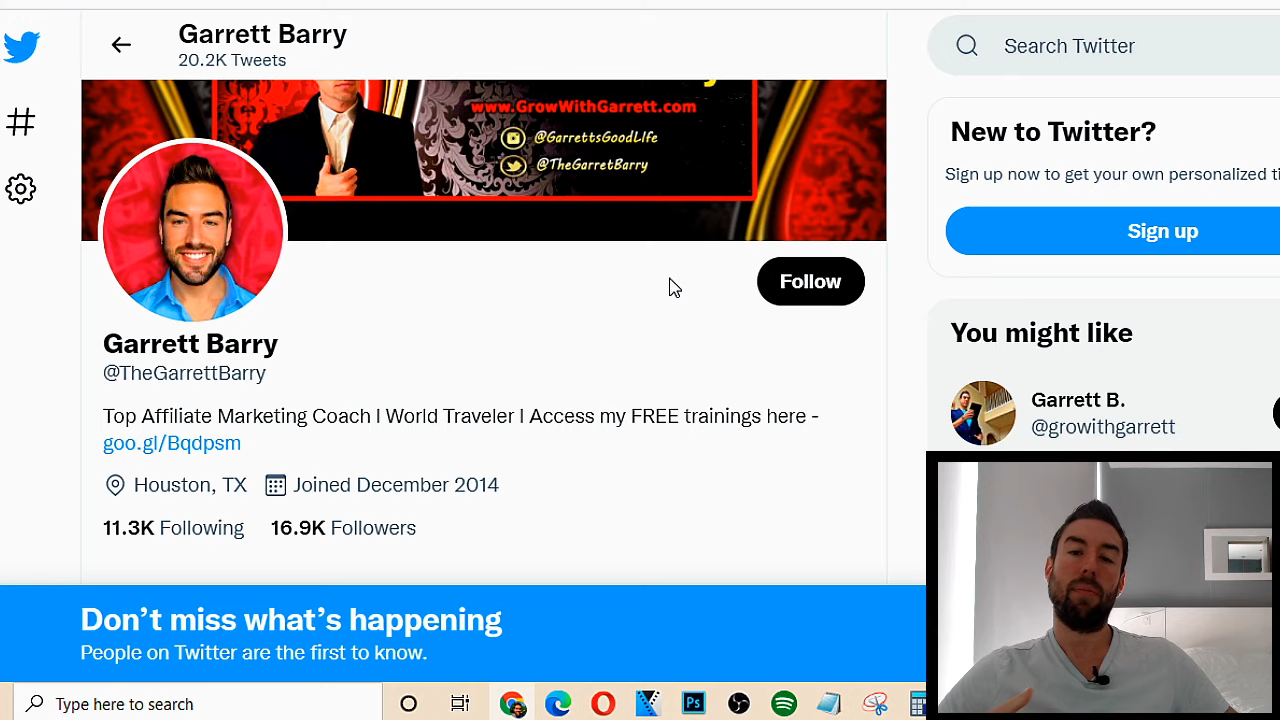 Garrett Barry
20.2K Tweets
www.GrowWithGarrett.com
@GarrettsGoodLIfe
@TheGarretBarry
Follow
Garrett Barry
@TheGarrettBarry
Top Affiliate Marketing Coach | World Traveler | Access my FREE trainings here -
goo.gl/Bqdpsm
Houston, TX Joined December 2014
11.3K Following 16.9K Followers
Don't miss what's happening
People on Twitter are the first to know.
Search Twitter
New to Twitter?
Sign up now to get your own personalized
Sign up
You might like
Garrett B.
@growithgarrett
Type here to search
Ps